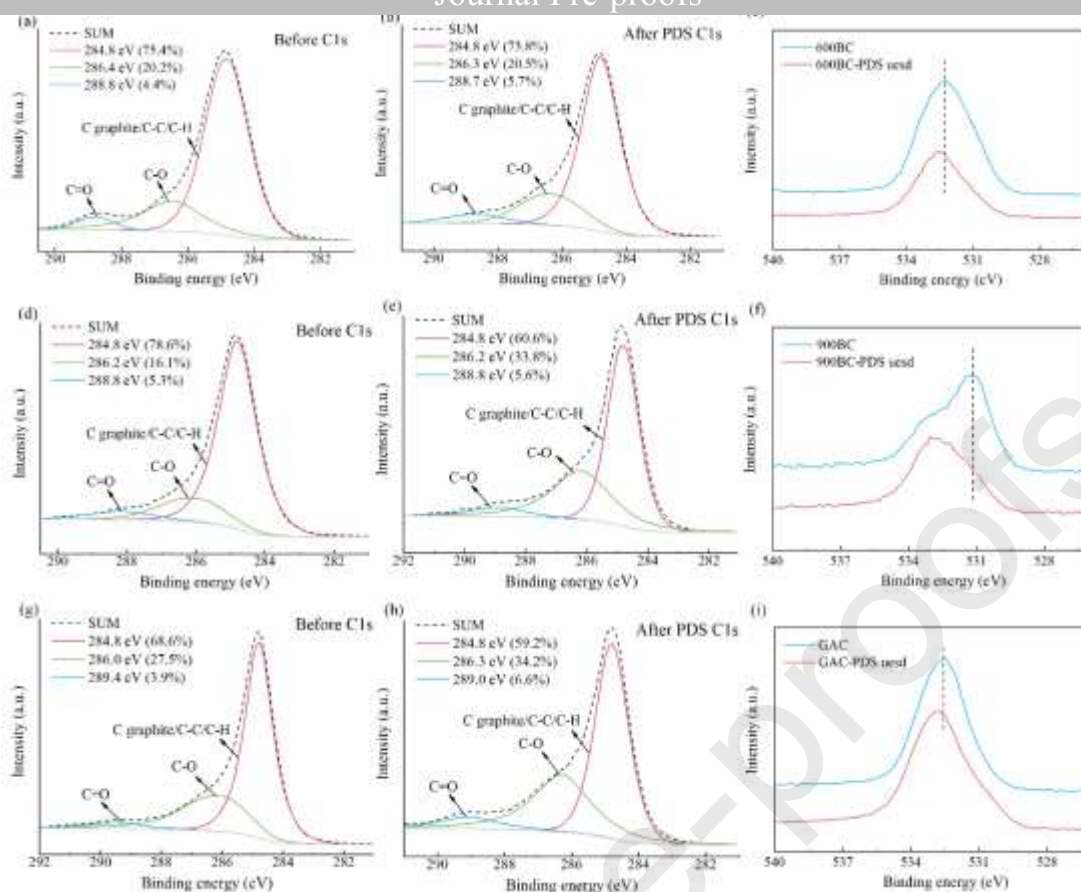 Journal Pre-proofs
(a)
Before C1s
SUM
284.8 eV (75.4%)
286.4 eV (20.2%)
288.8 eV (4.4%)
C graphite/C-C/C-H
C-O
C=O
Intensity (a.u.)
290 288 286 284 282
Binding energy (eV)
(b)
After PDS C1s
SUM
284.8 eV (73.8%)
286.3 eV (20.5%)
288.7 eV (5.7%)
C graphite/C-C/C-H
C-O
C=O
Intensity (a.u.)
290 288 286 284 282
Binding energy (eV)
600BC
600BC-PDS uesd
Intensity (a.u.)
540 537 534 531 528
Binding energy (eV)
(d)
Before C1s
SUM
284.8 eV (78.6%)
286.2 eV (16.1%)
288.8 eV (5.3%)
C graphite/C-C/C-H
C-O
C=O
Intensity (a.u.)
290 288 286 284 282
Binding energy (eV)
(e)
After PDS C1s
SUM
284.8 eV (60.6%)
286.2 eV (33.8%)
288.8 eV (5.6%)
C graphite/C-C/C-H
C-O
C=O
Intensity (a.u.)
292 290 288 286 284 282
Binding energy (eV)
(f)
900BC
900BC-PDS uesd
Intensity (a.u.)
540 537 534 531 528
Binding energy (eV)
(g)
Before C1s
SUM
284.8 eV (68.6%)
286.0 eV (27.5%)
289.4 eV (3.9%)
C graphite/C-C/C-H
C-O
C=O
Intensity (a.u.)
292 290 288 286 284 282
Binding energy (eV)
(h)
After PDS C1s
SUM
284.8 eV (59.2%)
286.3 eV (34.2%)
289.0 eV (6.6%)
C graphite/C-C/C-H
C-O
C=O
Intensity (a.u.)
292 290 288 286 284 282
Binding energy (eV)
(i)
GAC
GAC-PDS uesd
Intensity (a.u.)
540 537 534 531 528
Binding energy (eV)
e-proofs